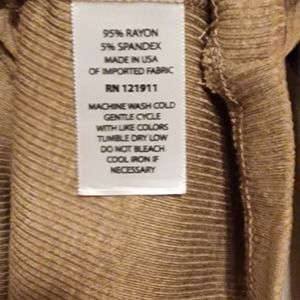 95% RAYON
5% SPANDEX
MADE IN USA
OF IMPORTED FABRIC
RN 121911
MACHINE WASH COLD
GENTLE CYCLE
WITH LIKE COLORS
TUMBLE DRY LOW
DO NOT BLEACH
COOL IRON IF
NECESSARY